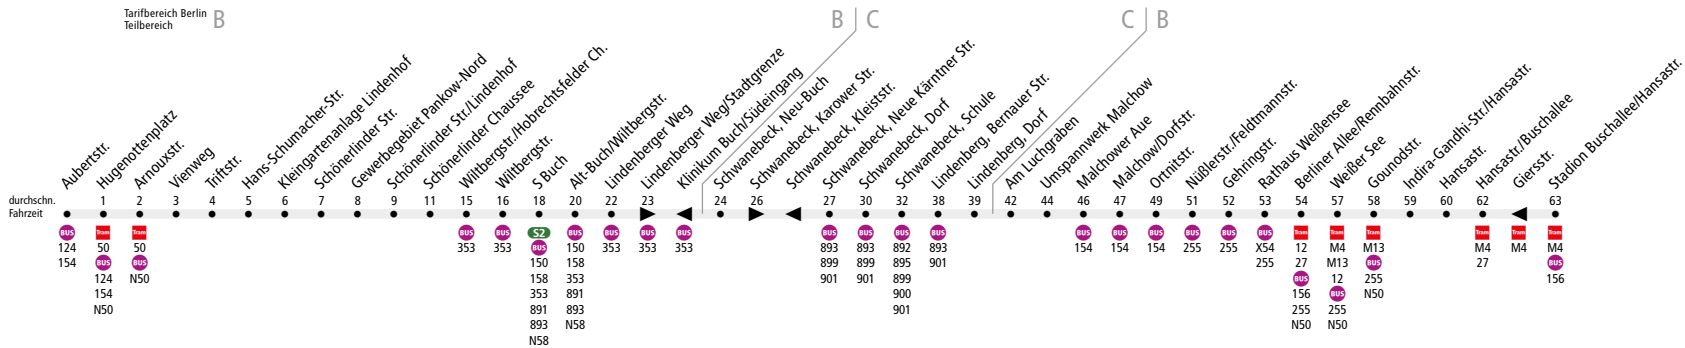 Tarifbereich Berlin
Teilbereich
B
B
C
C
B
Aubertstr.
Hugenottenplatz
Arnouxstr.
Vienweg
Triftstr.
Hans-Schumacher-Str.
Kleingartenanlage Lindenhof
Schönerlinder Str.
Gewerbegebiet Pankow-Nord
Schönerlinder Str./Lindenhof
Schönerlinder Chaussee
Wiltbergstr./Hobrechtsfelder Ch.
Wiltbergstr.
S Buch
Alt-Buch/Wiltbergstr.
Lindenberger Weg
Lindenberger Weg/Stadtgrenze
Klinikum Buch/Südeingang
Schwanebeck, Neu-Buch
Schwanebeck, Karower Str.
Schwanebeck, Kleiststr.
Schwanebeck, Neue Kärntner Str.
Schwanebeck, Dorf
Schwanebeck, Schule
Lindenberg, Bernauer Str.
Lindenberg, Dorf
Am Luchgraben
Umspannwerk Malchow
Malchower Aue
Malchow/Dorfstr.
Ortnitstr.
Nüßlerstr./Feldtmannstr.
Gehringstr.
Rathaus Weißensee
Berliner Allee/Rennbahnstr.
Weißer See
Gounodstr.
Indira-Gandhi-Str./Hansastr.
Hansastr.
Hansastr./Buschallee
Giersstr.
Stadion Buschallee/Hansastr.
durchschn. 1 2 3 4 5 6 7 8 9 11 15 16 18 20 22 23 24 26 27 30 32 38 39 42 44 46 47 49 51 52 53 54 57 58 59 60 62 63
Fahrzeit
BUS Tram Tram BUS BUS S2 BUS BUS BUS BUS BUS BUS BUS BUS BUS BUS BUS BUS BUS BUS Tram Tram Tram Tram Tram Tram
124 50 50 353 353 BUS 150 353 353 353 893 893 892 893 154 154 154 255 255 X54 12 M4 M13 M4 M4 M4
154 BUS BUS 150 158 899 899 895 901 255 27 M13 BUS 27 BUS
124 N50 158 353 901 901 899 BUS 12 255 156
154 353 891 900 156 BUS N50
N50 891 893 901 255 255
893 N58 N50 N50
N58